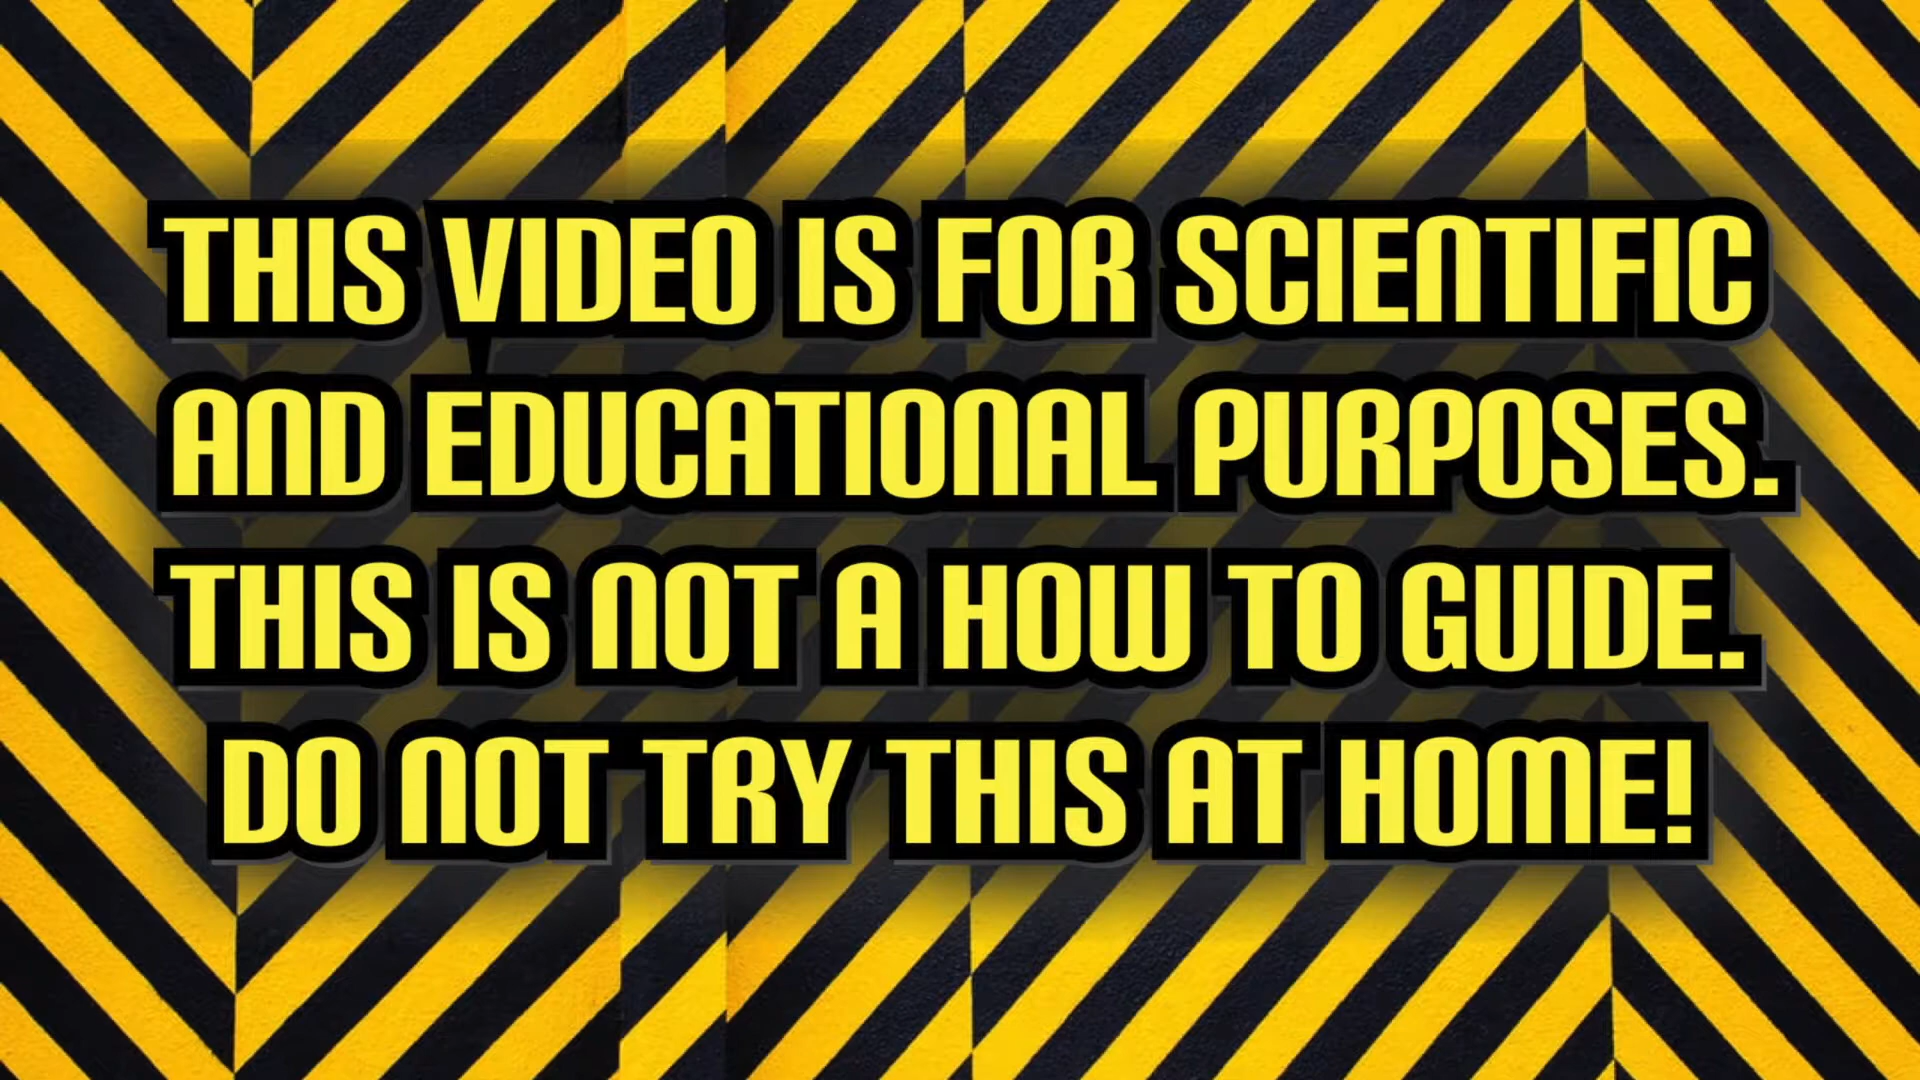 THIS VIDEO IS FOR SCIENTIFIC
AND EDUCATIONAL PURPOSES.
THIS IS NOT A HOW TO GUIDE.
DO NOT TRY THIS AT HOME!